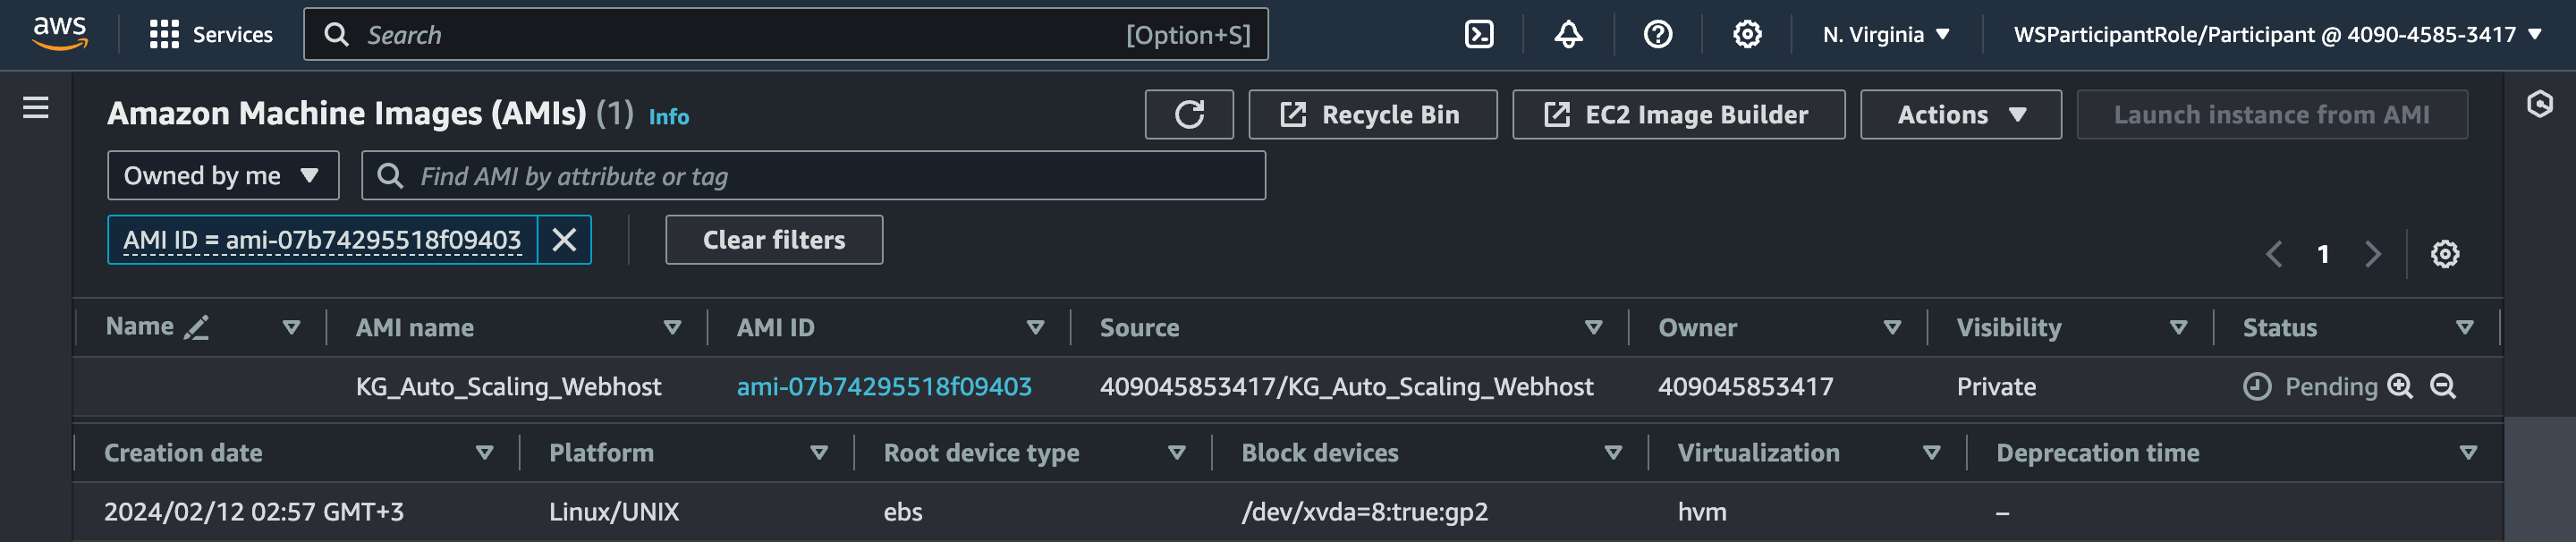 aws Services Search [Option+S] N. Virginia WSParticipantRole/Participant @ 4090-4585-3417
Amazon Machine Images (AMIs) (1) Info Recycle Bin EC2 Image Builder Actions Launch instance from AMI
Owned by me Find AMI by attribute or tag
AMI ID = ami-07b74295518f09403 Clear filters 1
Name AMI name AMI ID Source Owner Visibility Status
KG_Auto_Scaling_Webhost ami-07b74295518f09403 409045853417/KG_Auto_Scaling_Webhost 409045853417 Private Pending
Creation date Platform Root device type Block devices Virtualization Deprecation time
2024/02/12 02:57 GMT+3 Linux/UNIX ebs /dev/xvda=8:true:gp2 hvm –